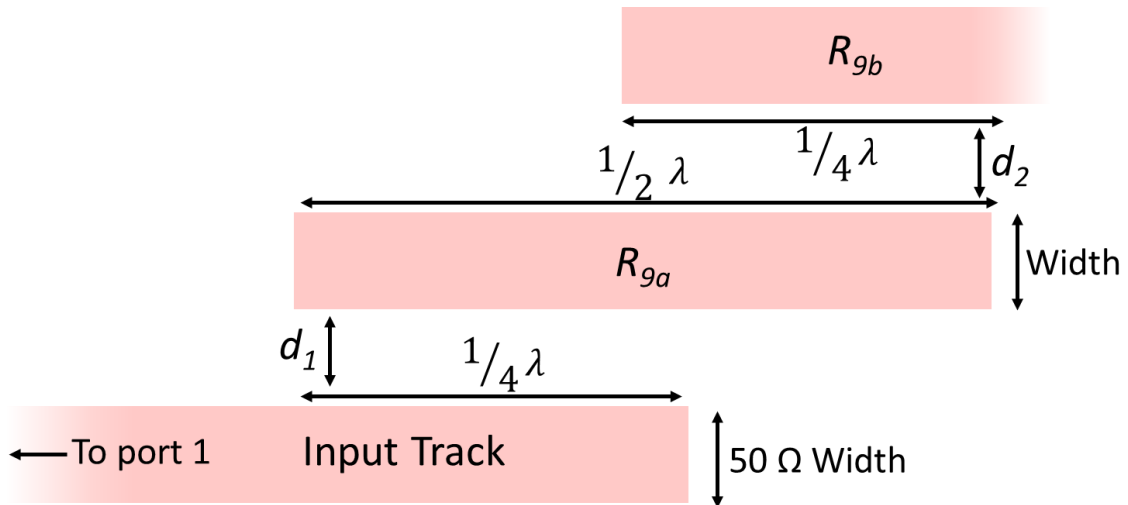 R9b
1/4 λ
d2
1/2 λ
R9a
Width
d1
1/4 λ
To port 1
Input Track
50 Ω Width